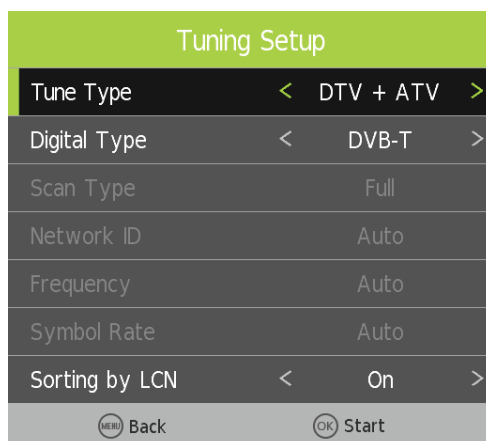 Tuning Setup
Tune Type < DTV + ATV >
Digital Type < DVB-T >
Scan Type Full
Network ID Auto
Frequency Auto
Symbol Rate Auto
Sorting by LCN < On >
MENU Back OK Start